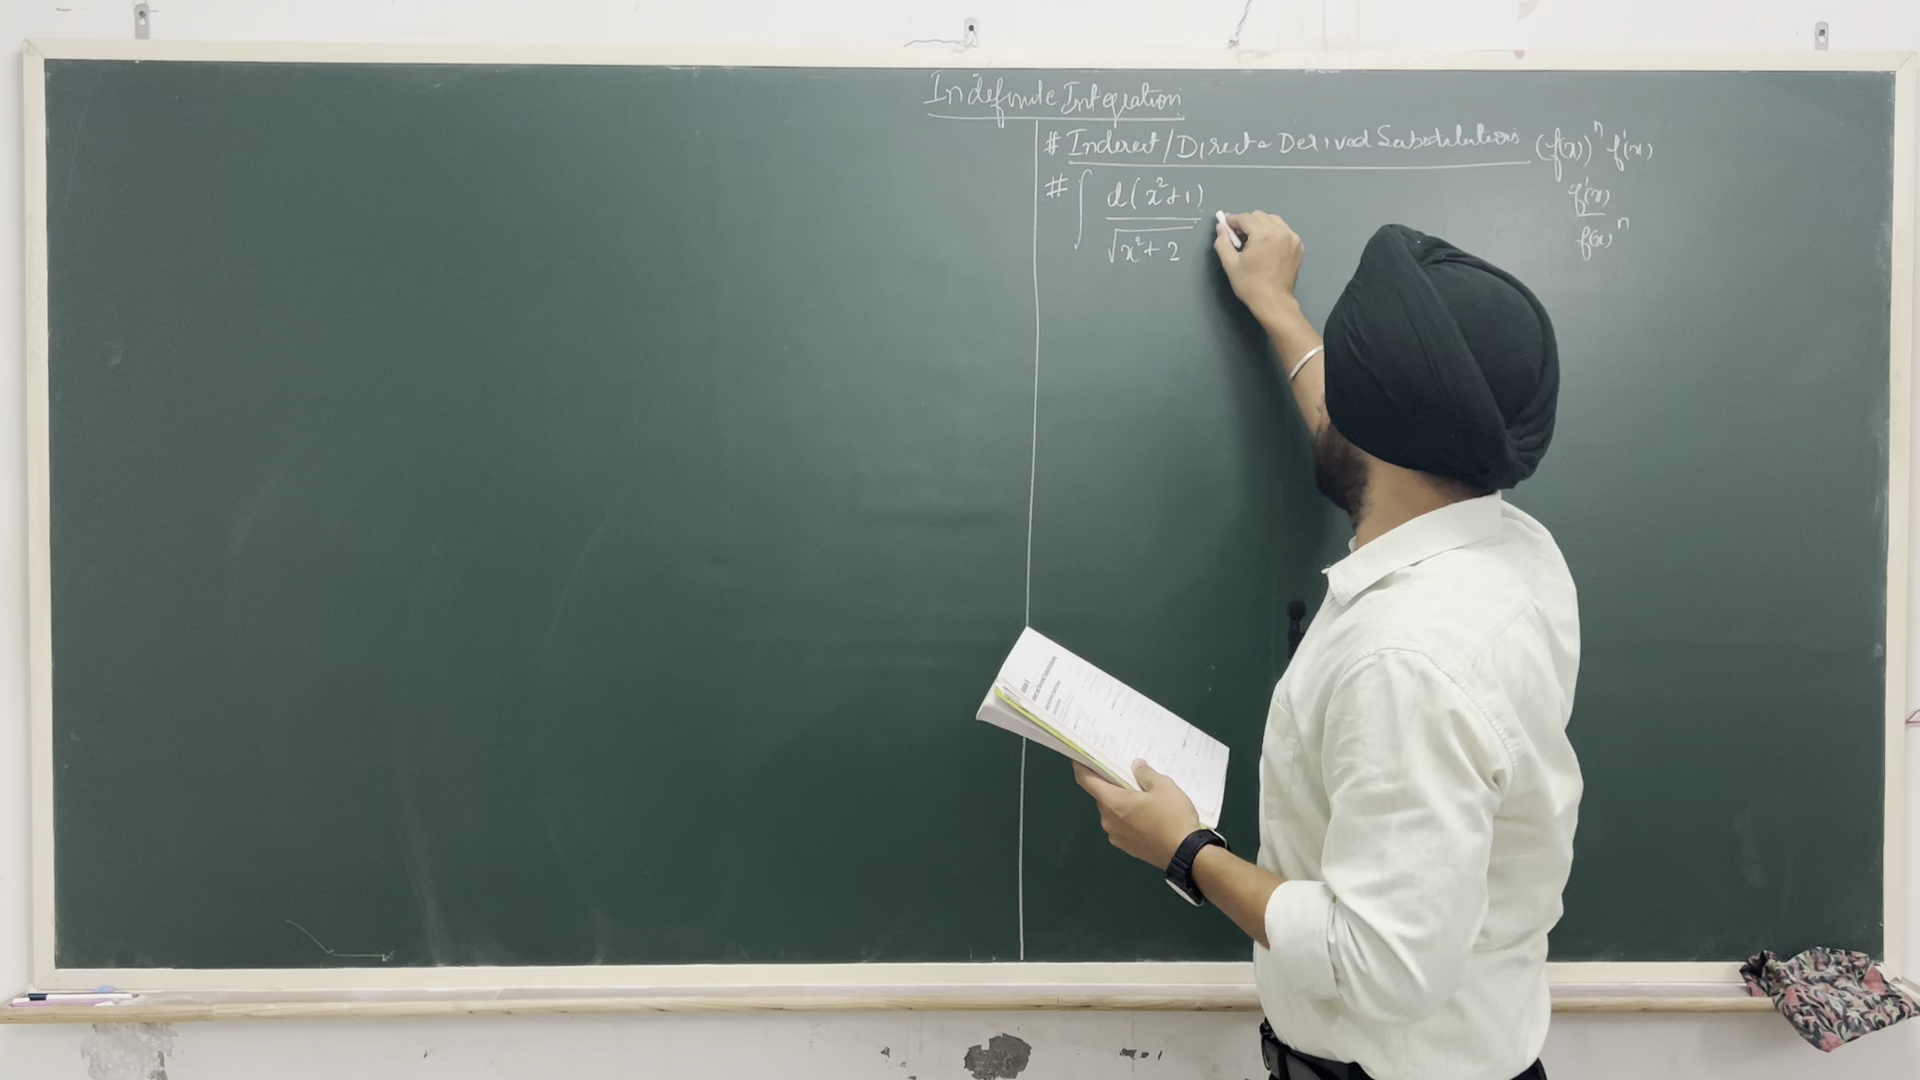 Indefinite Integration
# Indirect/Direct & Derived Substitutions (f(x))ⁿ f'(x)
# ∫ d(x²+1) / √x²+2
f'(x) / f(x)ⁿ